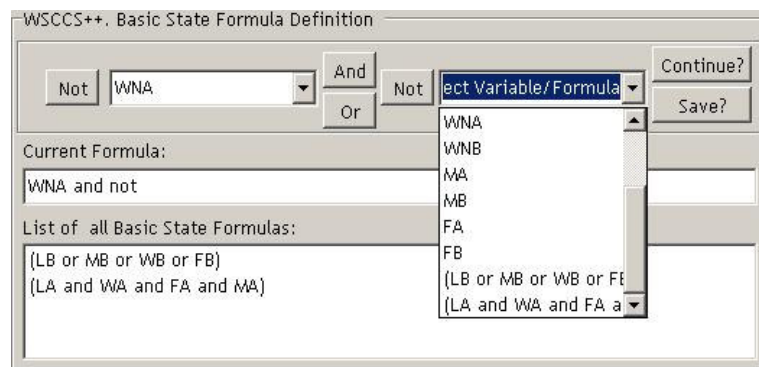 WSCCS++. Basic State Formula Definition
Not WNA And Or Not ect Variable/Formula Continue? Save?
WNA
WNB
MA
MB
FA
FB
(LB or MB or WB or FE
(LA and WA and FA a
Current Formula:
WNA and not
List of all Basic State Formulas:
(LB or MB or WB or FB)
(LA and WA and FA and MA)